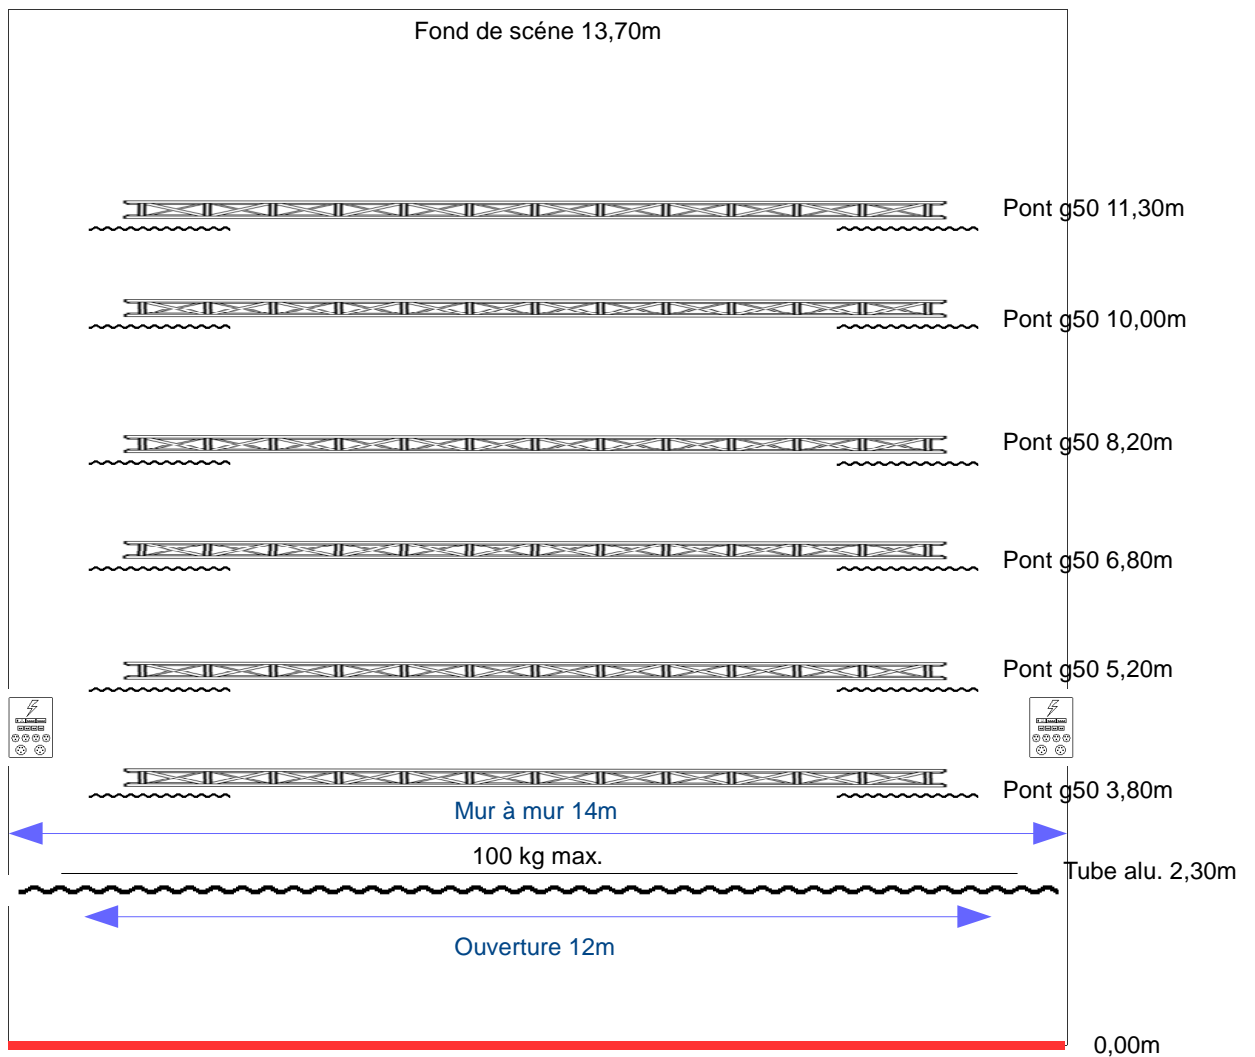 Fond de scéne 13,70m
Pont g50 11,30m
Pont g50 10,00m
Pont g50 8,20m
Pont g50 6,80m
Pont g50 5,20m
Pont g50 3,80m
Mur à mur 14m
100 kg max.
Tube alu. 2,30m
Ouverture 12m
0,00m